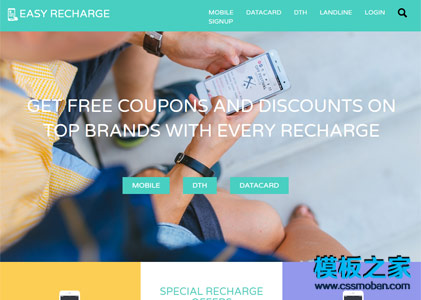 EASY RECHARGE
MOBILE DATACARD DTH LANDLINE LOGIN
SIGNUP
GET FREE COUPONS AND DISCOUNTS ON
TOP BRANDS WITH EVERY RECHARGE
MOBILE DTH DATACARD
SPECIAL RECHARGE
OFFERS
模板之家
www.cssmoban.com